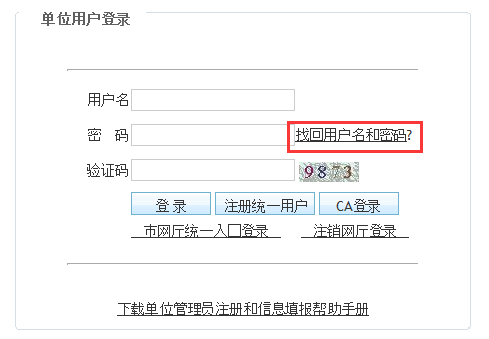 单位用户登录
用户名
密 码 找回用户名和密码?
验证码 9873
登 录 注册统一用户 CA登录
市网厅统一入口登录 注销网厅登录
下载单位管理员注册和信息填报帮助手册